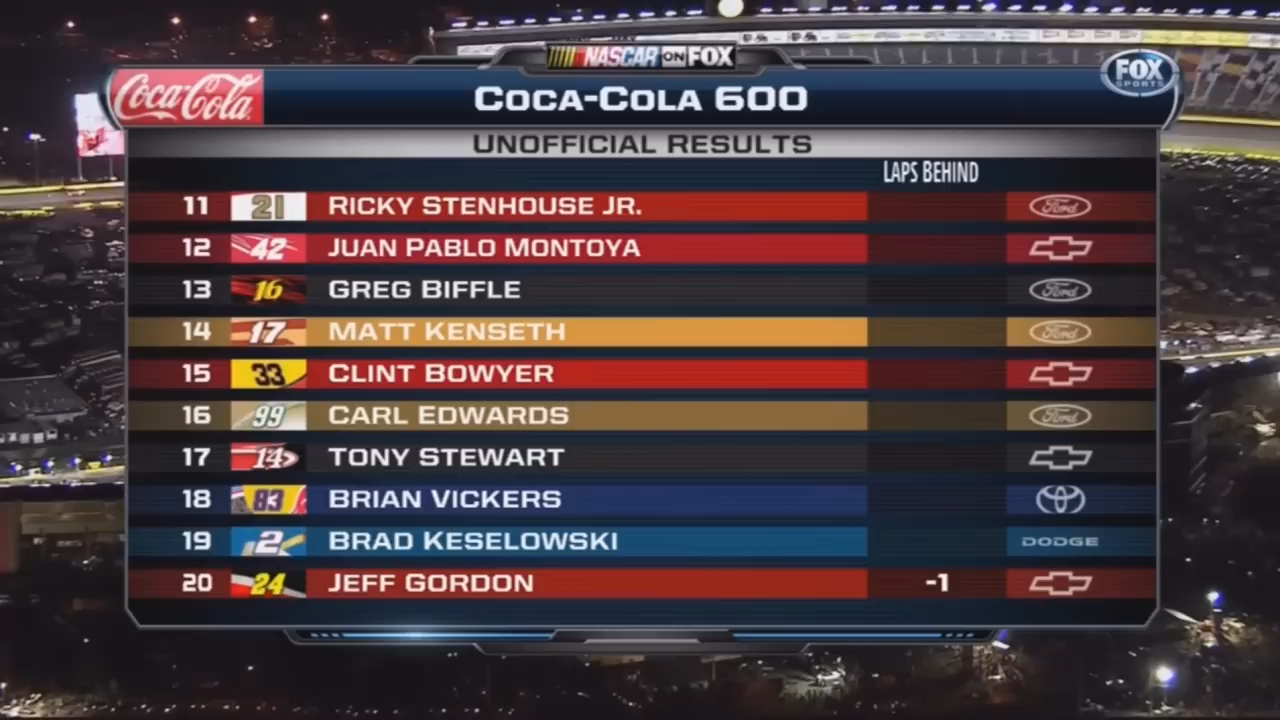 NASCAR ON FOX
Coca-Cola
COCA-COLA 600
FOX SPORTS
UNOFFICIAL RESULTS
LAPS BEHIND
11 21 RICKY STENHOUSE JR. Ford
12 42 JUAN PABLO MONTOYA
13 16 GREG BIFFLE Ford
14 17 MATT KENSETH Ford
15 33 CLINT BOWYER
16 99 CARL EDWARDS Ford
17 14 TONY STEWART
18 83 BRIAN VICKERS
19 2 BRAD KESELOWSKI DODGE
20 24 JEFF GORDON -1